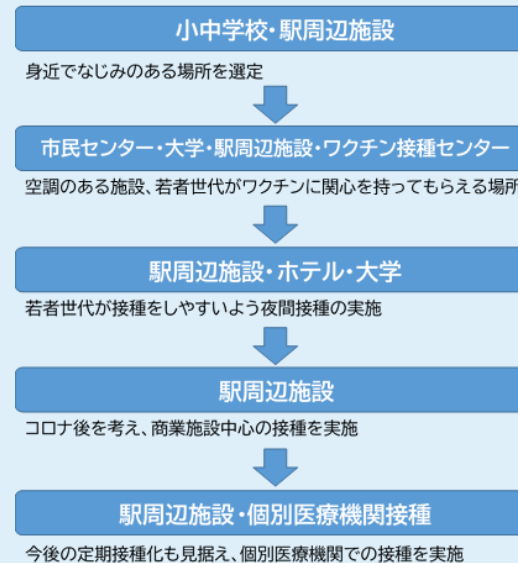 小中学校・駅周辺施設
身近でなじみのある場所を選定
市民センター・大学・駅周辺施設・ワクチン接種センター
空調のある施設、若者世代がワクチンに関心を持ってもらえる場所
駅周辺施設・ホテル・大学
若者世代が接種をしやすいよう夜間接種の実施
駅周辺施設
コロナ後を考え、商業施設中心の接種を実施
駅周辺施設・個別医療機関接種
今後の定期接種化も見据え、個別医療機関での接種を実施